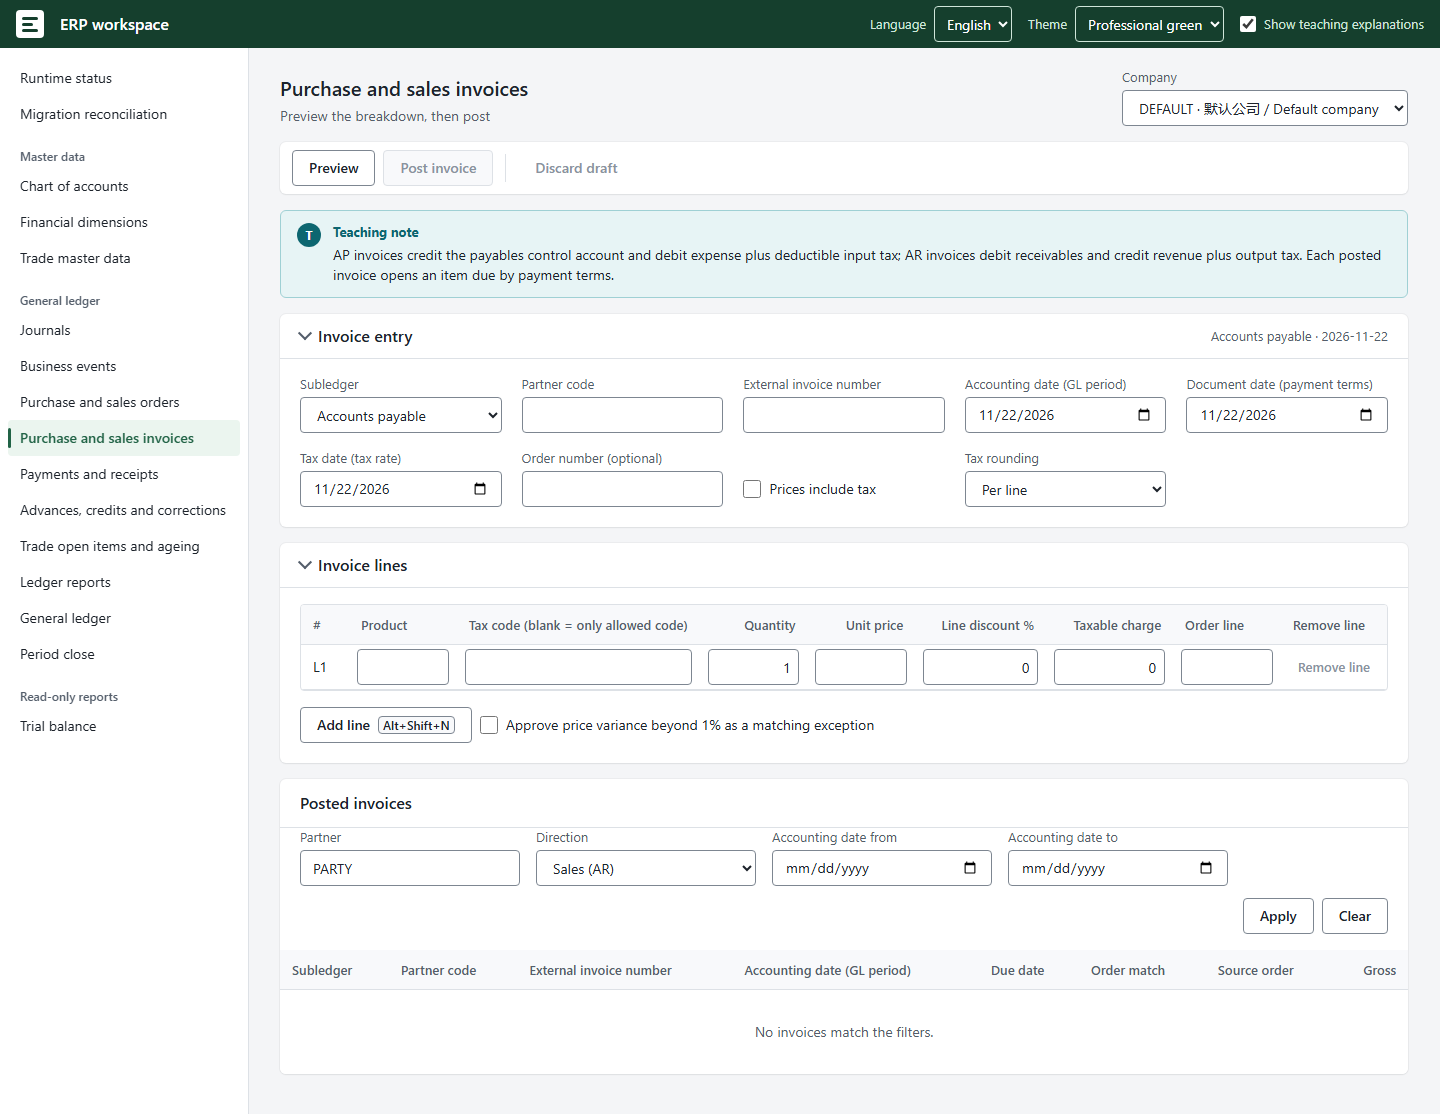 ERP workspace
Language English Theme Professional green Show teaching explanations
Runtime status
Migration reconciliation
Master data
Chart of accounts
Financial dimensions
Trade master data
General ledger
Journals
Business events
Purchase and sales orders
Purchase and sales invoices
Payments and receipts
Advances, credits and corrections
Trade open items and ageing
Ledger reports
General ledger
Period close
Read-only reports
Trial balance
Purchase and sales invoices
Preview the breakdown, then post
Company
DEFAULT · 默认公司 / Default company
Preview Post invoice Discard draft
T Teaching note
AP invoices credit the payables control account and debit expense plus deductible input tax; AR invoices debit receivables and credit revenue plus output tax. Each posted
invoice opens an item due by payment terms.
Invoice entry Accounts payable · 2026-11-22
Subledger Partner code External invoice number Accounting date (GL period) Document date (payment terms)
Accounts payable 11/22/2026 11/22/2026
Tax date (tax rate) Order number (optional) Tax rounding
11/22/2026 Prices include tax Per line
Invoice lines
# Product Tax code (blank = only allowed code) Quantity Unit price Line discount % Taxable charge Order line Remove line
L1 1 0 0 Remove line
Add line Alt+Shift+N Approve price variance beyond 1% as a matching exception
Posted invoices
Partner Direction Accounting date from Accounting date to
PARTY Sales (AR) mm/dd/yyyy mm/dd/yyyy
Apply Clear
Subledger Partner code External invoice number Accounting date (GL period) Due date Order match Source order Gross
No invoices match the filters.